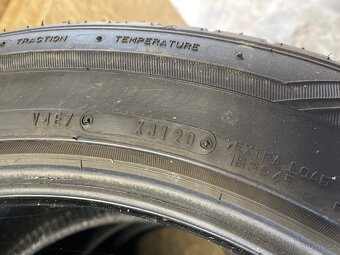 TRACTION TEMPERATURE
V4E7 X3120 EXTRA LOAD